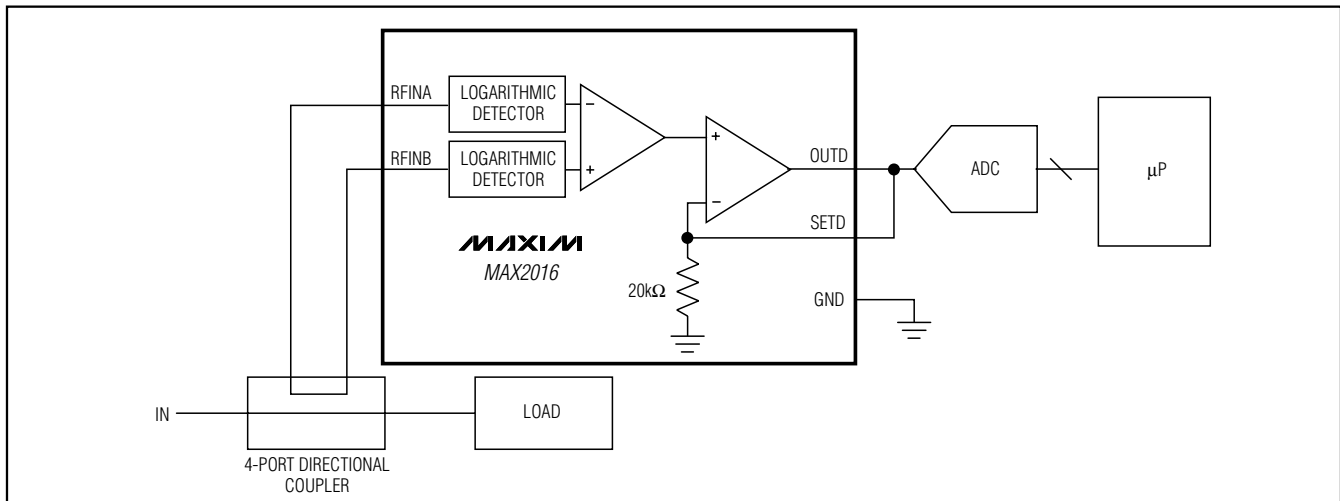 RFINA
LOGARITHMIC
DETECTOR
-
+
RFINB
LOGARITHMIC
DETECTOR
+
-
OUTD
SETD
ADC
μP
MAXIM
MAX2016
20kΩ
GND
IN
LOAD
4-PORT DIRECTIONAL
COUPLER